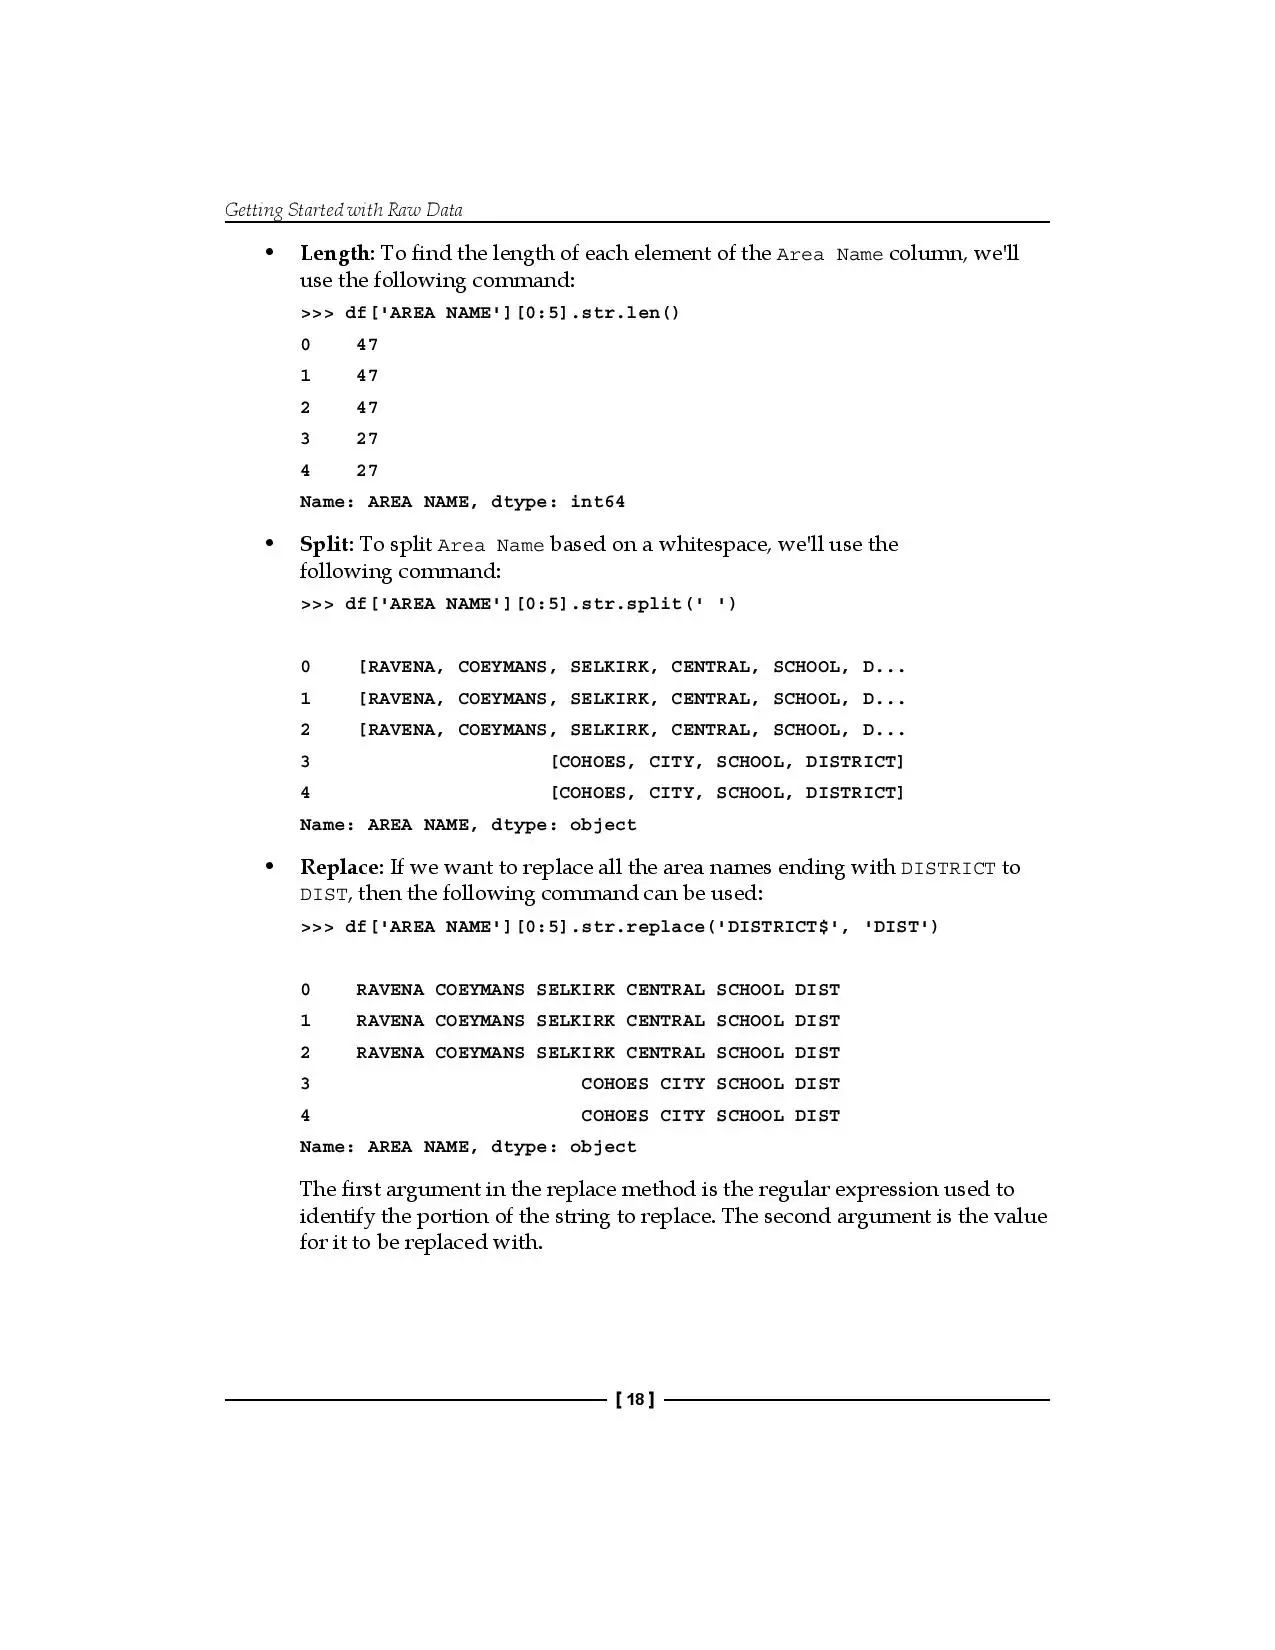 Getting Started with Raw Data
• Length: To find the length of each element of the Area Name column, we'll
use the following command:
>>> df['AREA NAME'][0:5].str.len()
0    47
1    47
2    47
3    27
4    27
Name: AREA NAME, dtype: int64
• Split: To split Area Name based on a whitespace, we'll use the
following command:
>>> df['AREA NAME'][0:5].str.split(' ')
0    [RAVENA, COEYMANS, SELKIRK, CENTRAL, SCHOOL, D...
1    [RAVENA, COEYMANS, SELKIRK, CENTRAL, SCHOOL, D...
2    [RAVENA, COEYMANS, SELKIRK, CENTRAL, SCHOOL, D...
3                     [COHOES, CITY, SCHOOL, DISTRICT]
4                     [COHOES, CITY, SCHOOL, DISTRICT]
Name: AREA NAME, dtype: object
• Replace: If we want to replace all the area names ending with DISTRICT to
DIST, then the following command can be used:
>>> df['AREA NAME'][0:5].str.replace('DISTRICT$', 'DIST')
0    RAVENA COEYMANS SELKIRK CENTRAL SCHOOL DIST
1    RAVENA COEYMANS SELKIRK CENTRAL SCHOOL DIST
2    RAVENA COEYMANS SELKIRK CENTRAL SCHOOL DIST
3                        COHOES CITY SCHOOL DIST
4                        COHOES CITY SCHOOL DIST
Name: AREA NAME, dtype: object
The first argument in the replace method is the regular expression used to
identify the portion of the string to replace. The second argument is the value
for it to be replaced with.
[ 18 ]